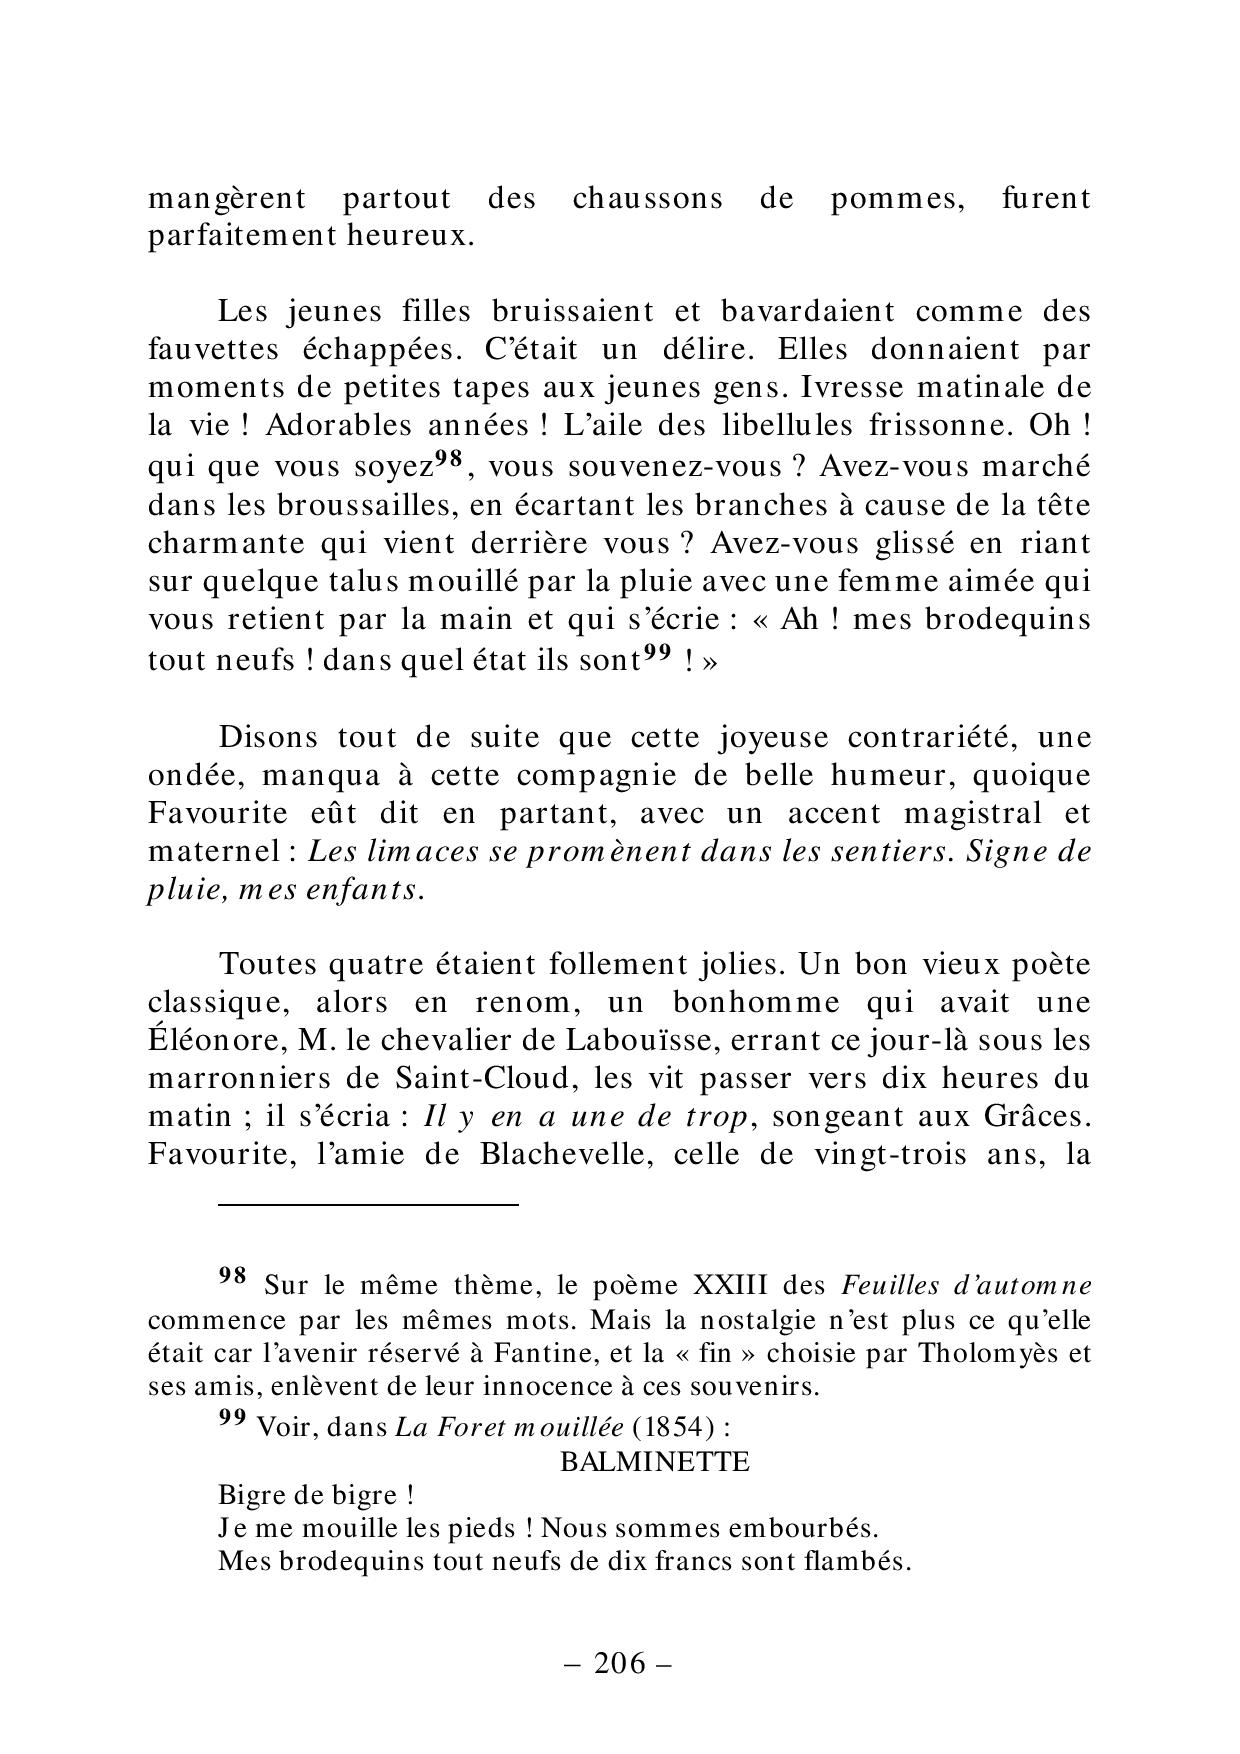 mangèrent partout des chaussons de pommes, furent
parfaitement heureux.
Les jeunes filles bruissaient et bavardaient comme des
fauvettes échappées. C’était un délire. Elles donnaient par
moments de petites tapes aux jeunes gens. Ivresse matinale de
la vie ! Adorables années ! L’aile des libellules frissonne. Oh !
qui que vous soyez98, vous souvenez-vous ? Avez-vous marché
dans les broussailles, en écartant les branches à cause de la tête
charmante qui vient derrière vous ? Avez-vous glissé en riant
sur quelque talus mouillé par la pluie avec une femme aimée qui
vous retient par la main et qui s’écrie : « Ah ! mes brodequins
tout neufs ! dans quel état ils sont99 ! »
Disons tout de suite que cette joyeuse contrariété, une
ondée, manqua à cette compagnie de belle humeur, quoique
Favourite eût dit en partant, avec un accent magistral et
maternel : Les limaces se promènent dans les sentiers. Signe de
pluie, mes enfants.
Toutes quatre étaient follement jolies. Un bon vieux poète
classique, alors en renom, un bonhomme qui avait une
Éléonore, M. le chevalier de Labouïsse, errant ce jour-là sous les
marronniers de Saint-Cloud, les vit passer vers dix heures du
matin ; il s’écria : Il y en a une de trop, songeant aux Grâces.
Favourite, l’amie de Blachevelle, celle de vingt-trois ans, la
98 Sur le même thème, le poème XXIII des Feuilles d’automne
commence par les mêmes mots. Mais la nostalgie n’est plus ce qu’elle
était car l’avenir réservé à Fantine, et la « fin » choisie par Tholomyès et
ses amis, enlèvent de leur innocence à ces souvenirs.
99 Voir, dans La Foret mouillée (1854) :
BALMINETTE
Bigre de bigre !
Je me mouille les pieds ! Nous sommes embourbés.
Mes brodequins tout neufs de dix francs sont flambés.
– 206 –